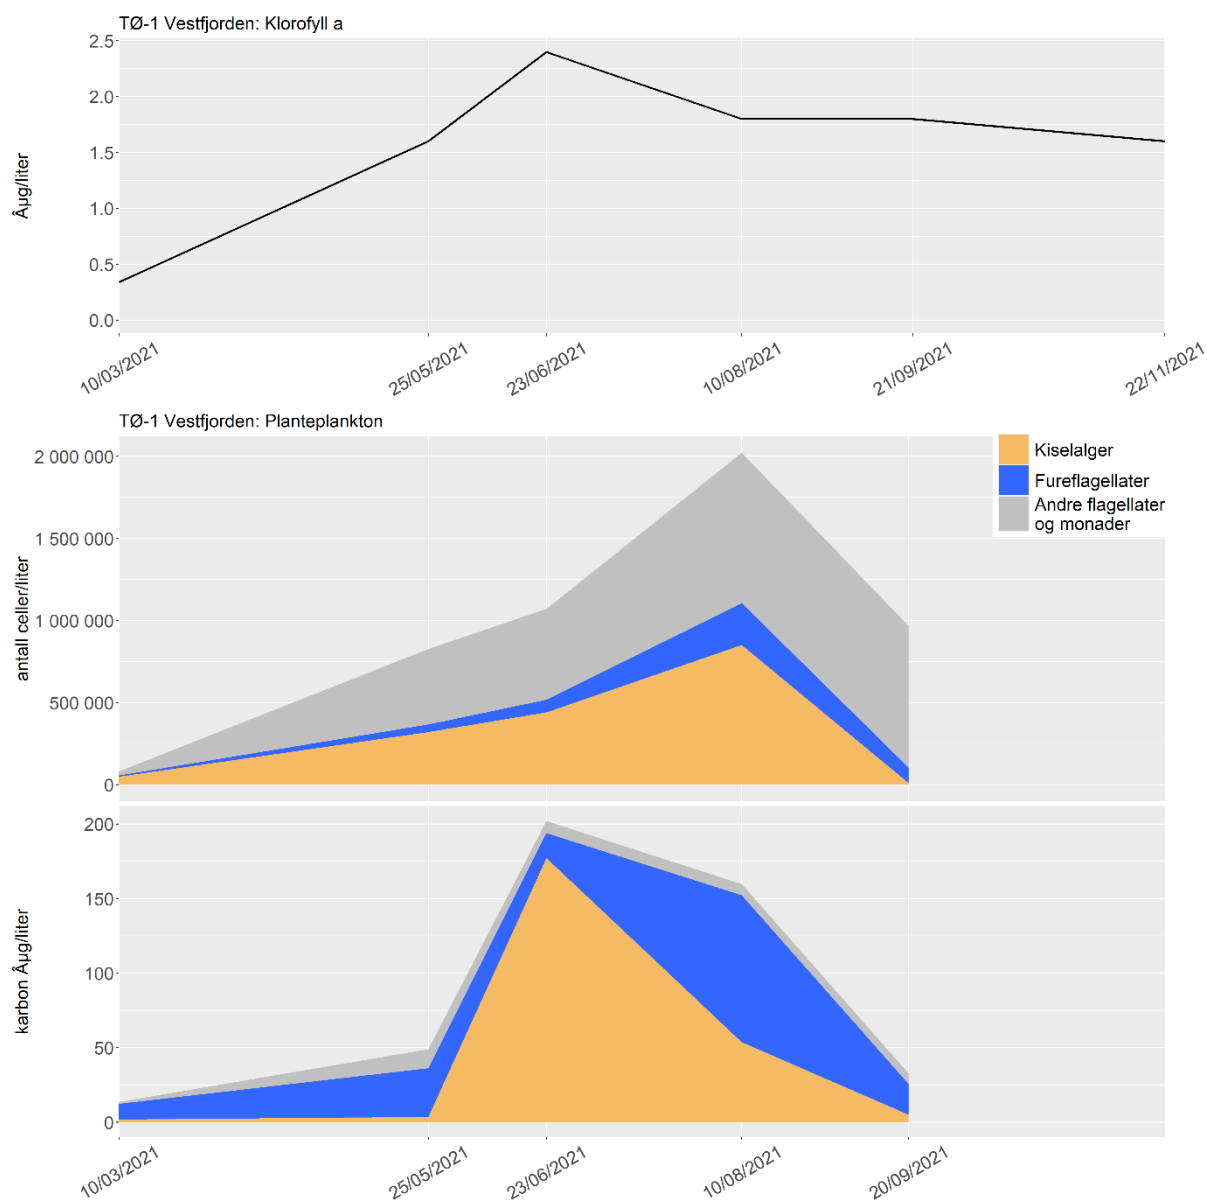 TØ-1 Vestfjorden: Klorofyll a
2.5
2.0
1.5
1.0
0.5
0.0
Âµg/liter
10/03/2021
25/05/2021
23/06/2021
10/08/2021
21/09/2021
22/11/2021
TØ-1 Vestfjorden: Planteplankton
Kiselalger
Fureflagellater
Andre flagellater
og monader
2 000 000
1 500 000
1 000 000
500 000
0
antall celler/liter
200
150
100
50
0
karbon Âµg/liter
10/03/2021
25/05/2021
23/06/2021
10/08/2021
20/09/2021